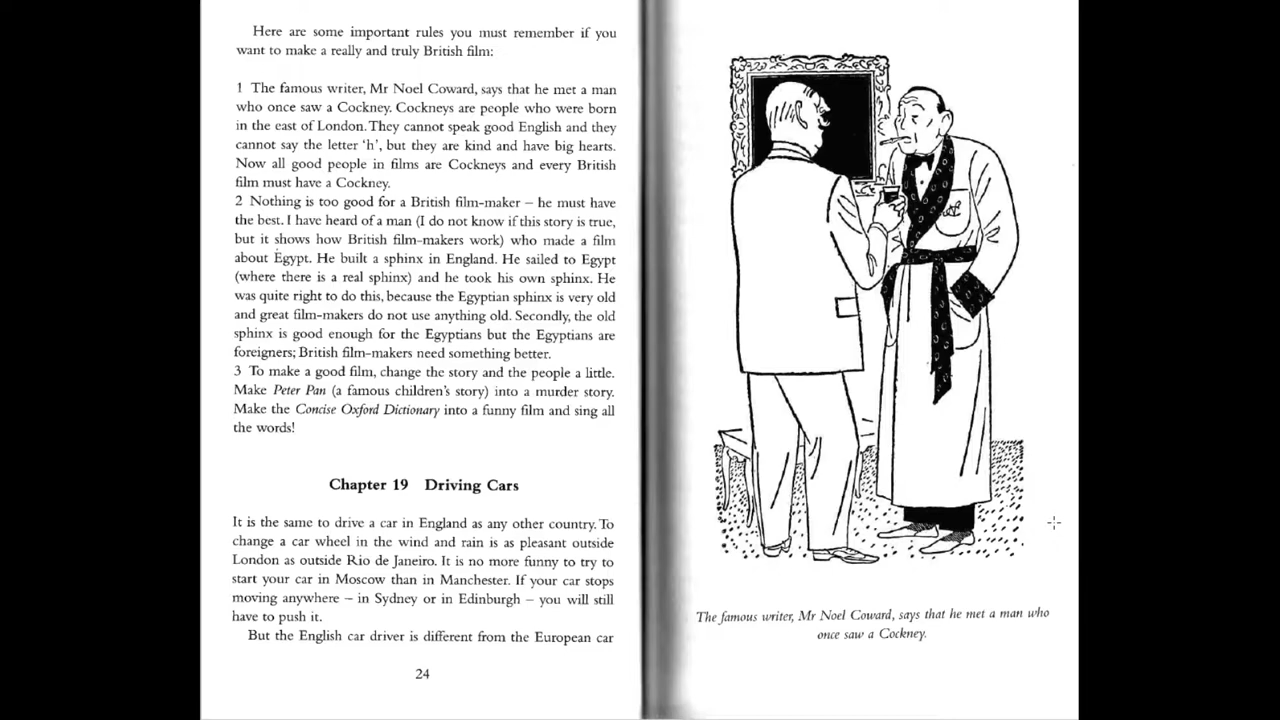 Here are some important rules you must remember if you
want to make a really and truly British film:
1 The famous writer, Mr Noel Coward, says that he met a man
who once saw a Cockney. Cockneys are people who were born
in the east of London. They cannot speak good English and they
cannot say the letter 'h', but they are kind and have big hearts.
Now all good people in films are Cockneys and every British
film must have a Cockney.
2 Nothing is too good for a British film-maker – he must have
the best. I have heard of a man (I do not know if this story is true,
but it shows how British film-makers work) who made a film
about Egypt. He built a sphinx in England. He sailed to Egypt
(where there is a real sphinx) and he took his own sphinx. He
was quite right to do this, because the Egyptian sphinx is very old
and great film-makers do not use anything old. Secondly, the old
sphinx is good enough for the Egyptians but the Egyptians are
foreigners; British film-makers need something better.
3 To make a good film, change the story and the people a little.
Make Peter Pan (a famous children's story) into a murder story.
Make the Concise Oxford Dictionary into a funny film and sing all
the words!
Chapter 19 Driving Cars
It is the same to drive a car in England as any other country. To
change a car wheel in the wind and rain is as pleasant outside
London as outside Rio de Janeiro. It is no more funny to try to
start your car in Moscow than in Manchester. If your car stops
moving anywhere – in Sydney or in Edinburgh – you will still
have to push it.
But the English car driver is different from the European car
24
The famous writer, Mr Noel Coward, says that he met a man who
once saw a Cockney.